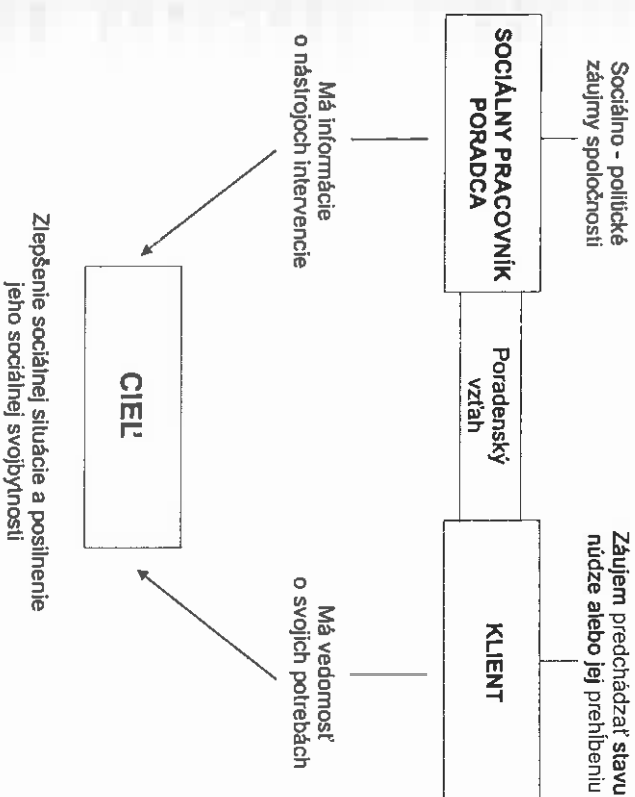 Sociálno - politické
záujmy spoločnosti
Záujem predchádzať stavu
núdze alebo jej prehĺbeniu
SOCIÁLNY PRACOVNÍK
PORADCA
Poradenský
vzťah
KLIENT
Má informácie
o nástrojoch intervencie
Má vedomosť
o svojich potrebách
CIEĽ
Zlepšenie sociálnej situácie a posilnenie
jeho sociálnej svojbytnosti